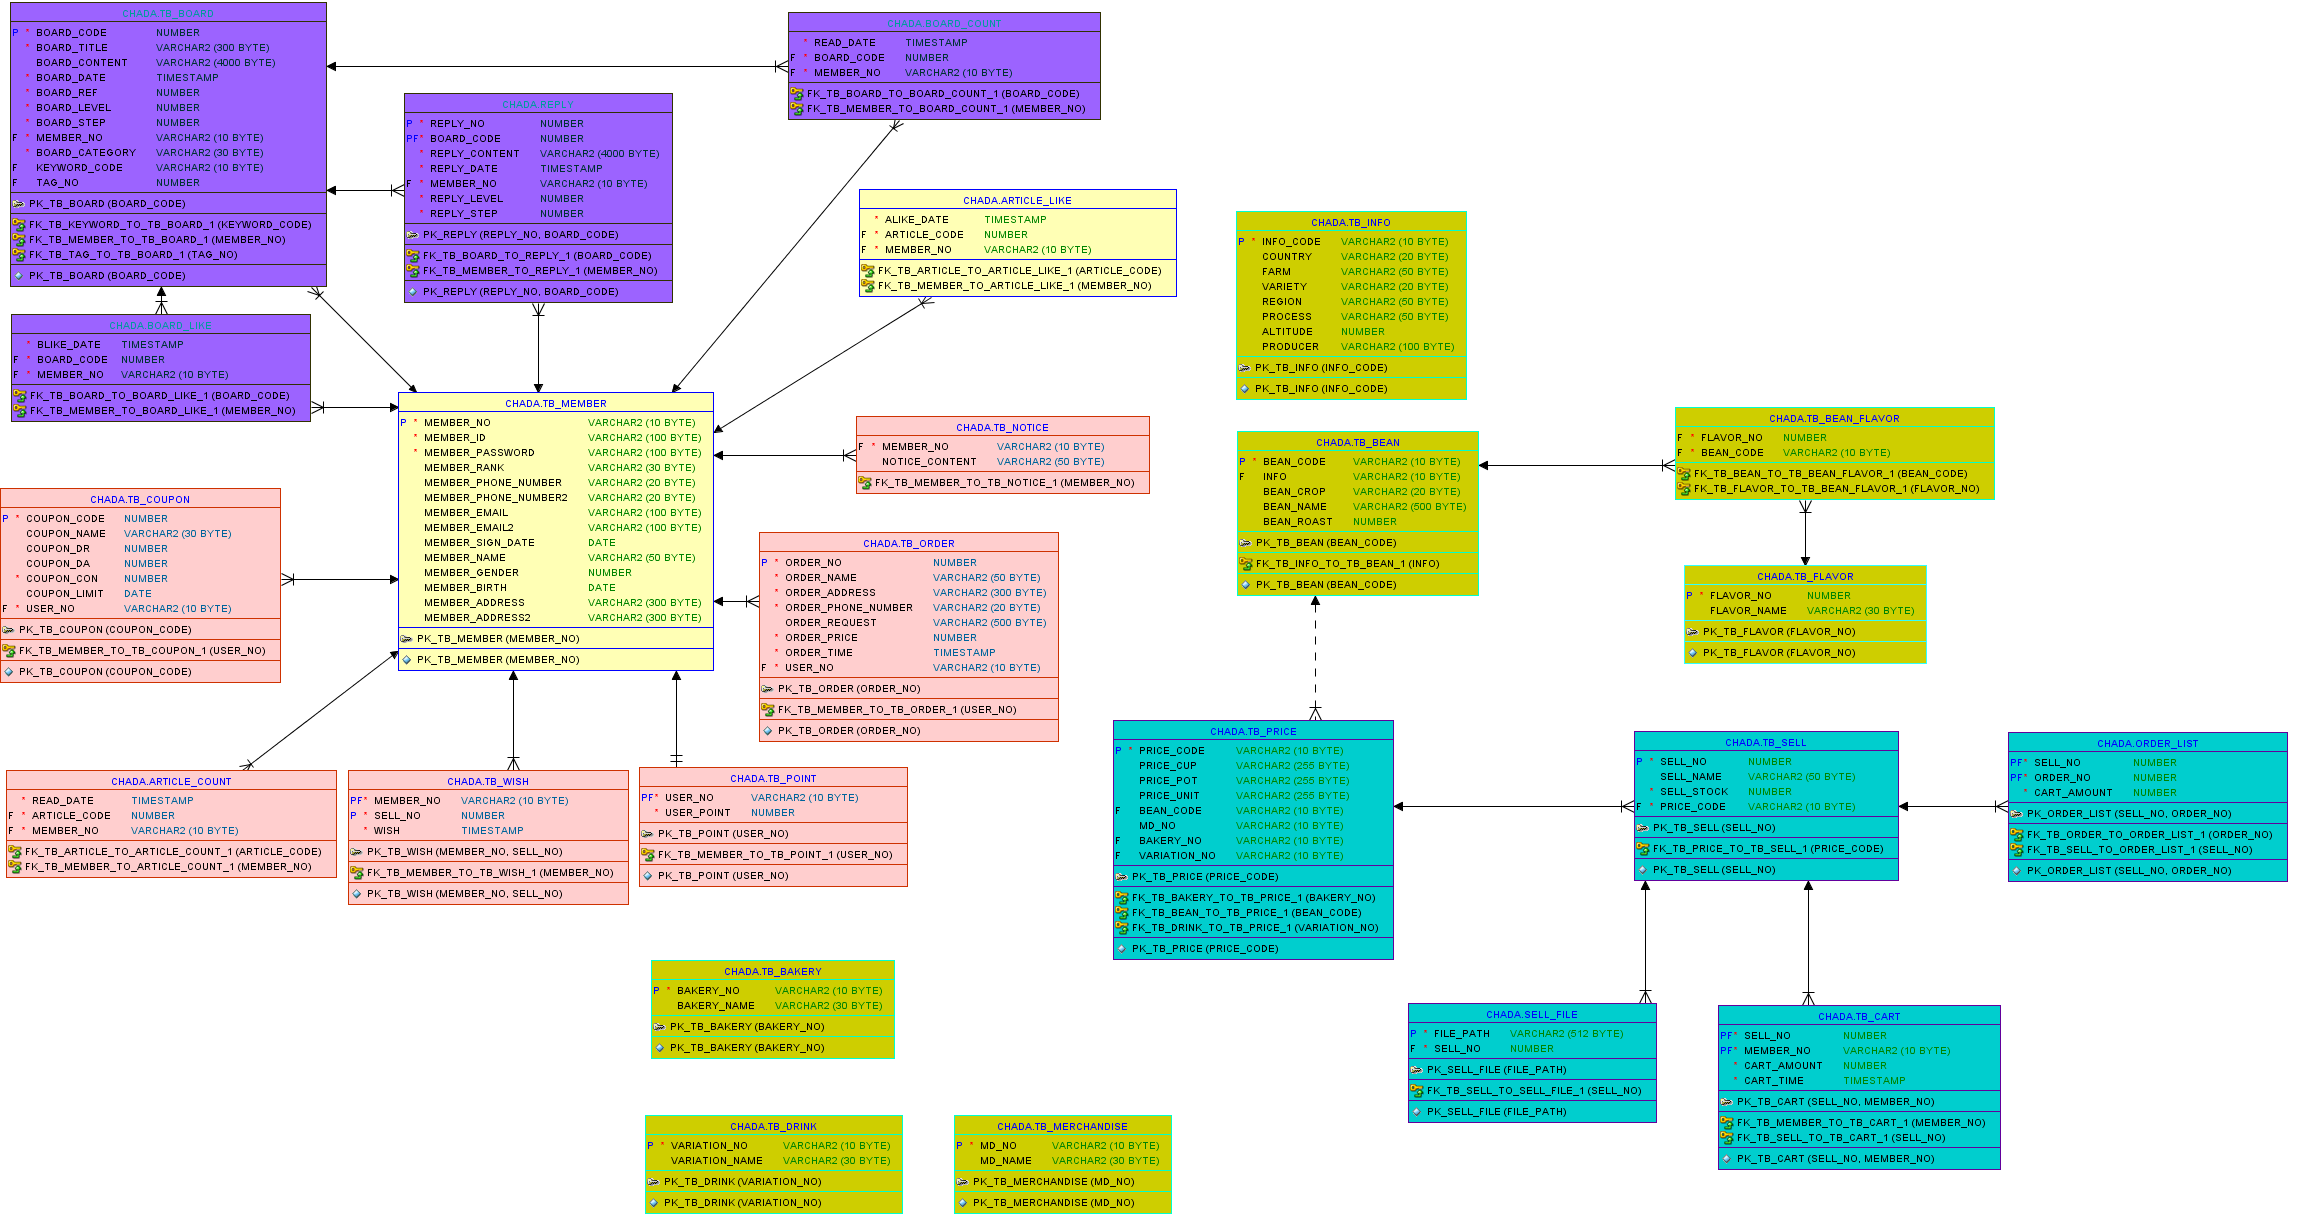 CHADA.TB_BOARD
P * BOARD_CODE NUMBER
* BOARD_TITLE VARCHAR2 (300 BYTE)
BOARD_CONTENT VARCHAR2 (4000 BYTE)
* BOARD_DATE TIMESTAMP
* BOARD_REF NUMBER
* BOARD_LEVEL NUMBER
* BOARD_STEP NUMBER
F * MEMBER_NO VARCHAR2 (10 BYTE)
* BOARD_CATEGORY VARCHAR2 (30 BYTE)
F KEYWORD_CODE VARCHAR2 (10 BYTE)
F TAG_NO NUMBER
PK_TB_BOARD (BOARD_CODE)
FK_TB_KEYWORD_TO_TB_BOARD_1 (KEYWORD_CODE)
FK_TB_MEMBER_TO_TB_BOARD_1 (MEMBER_NO)
FK_TB_TAG_TO_TB_BOARD_1 (TAG_NO)
PK_TB_BOARD (BOARD_CODE)
CHADA.BOARD_COUNT
* READ_DATE TIMESTAMP
F * BOARD_CODE NUMBER
F * MEMBER_NO VARCHAR2 (10 BYTE)
FK_TB_BOARD_TO_BOARD_COUNT_1 (BOARD_CODE)
FK_TB_MEMBER_TO_BOARD_COUNT_1 (MEMBER_NO)
CHADA.REPLY
P * REPLY_NO NUMBER
PF* BOARD_CODE NUMBER
* REPLY_CONTENT VARCHAR2 (4000 BYTE)
* REPLY_DATE TIMESTAMP
F * MEMBER_NO VARCHAR2 (10 BYTE)
* REPLY_LEVEL NUMBER
* REPLY_STEP NUMBER
PK_REPLY (REPLY_NO, BOARD_CODE)
FK_TB_BOARD_TO_REPLY_1 (BOARD_CODE)
FK_TB_MEMBER_TO_REPLY_1 (MEMBER_NO)
PK_REPLY (REPLY_NO, BOARD_CODE)
CHADA.ARTICLE_LIKE
* ALIKE_DATE TIMESTAMP
F * ARTICLE_CODE NUMBER
F * MEMBER_NO VARCHAR2 (10 BYTE)
FK_TB_ARTICLE_TO_ARTICLE_LIKE_1 (ARTICLE_CODE)
FK_TB_MEMBER_TO_ARTICLE_LIKE_1 (MEMBER_NO)
CHADA.TB_INFO
P * INFO_CODE VARCHAR2 (10 BYTE)
COUNTRY VARCHAR2 (20 BYTE)
FARM VARCHAR2 (50 BYTE)
VARIETY VARCHAR2 (20 BYTE)
REGION VARCHAR2 (50 BYTE)
PROCESS VARCHAR2 (50 BYTE)
ALTITUDE NUMBER
PRODUCER VARCHAR2 (100 BYTE)
PK_TB_INFO (INFO_CODE)
PK_TB_INFO (INFO_CODE)
CHADA.BOARD_LIKE
* BLIKE_DATE TIMESTAMP
F * BOARD_CODE NUMBER
F * MEMBER_NO VARCHAR2 (10 BYTE)
FK_TB_BOARD_TO_BOARD_LIKE_1 (BOARD_CODE)
FK_TB_MEMBER_TO_BOARD_LIKE_1 (MEMBER_NO)
CHADA.TB_MEMBER
P * MEMBER_NO VARCHAR2 (10 BYTE)
* MEMBER_ID VARCHAR2 (100 BYTE)
* MEMBER_PASSWORD VARCHAR2 (100 BYTE)
MEMBER_RANK VARCHAR2 (30 BYTE)
MEMBER_PHONE_NUMBER VARCHAR2 (20 BYTE)
MEMBER_PHONE_NUMBER2 VARCHAR2 (20 BYTE)
MEMBER_EMAIL VARCHAR2 (100 BYTE)
MEMBER_EMAIL2 VARCHAR2 (100 BYTE)
MEMBER_SIGN_DATE DATE
MEMBER_NAME VARCHAR2 (50 BYTE)
MEMBER_GENDER NUMBER
MEMBER_BIRTH DATE
MEMBER_ADDRESS VARCHAR2 (300 BYTE)
MEMBER_ADDRESS2 VARCHAR2 (300 BYTE)
PK_TB_MEMBER (MEMBER_NO)
PK_TB_MEMBER (MEMBER_NO)
CHADA.TB_NOTICE
F * MEMBER_NO VARCHAR2 (10 BYTE)
NOTICE_CONTENT VARCHAR2 (50 BYTE)
FK_TB_MEMBER_TO_TB_NOTICE_1 (MEMBER_NO)
CHADA.TB_BEAN
P * BEAN_CODE VARCHAR2 (10 BYTE)
F INFO VARCHAR2 (10 BYTE)
BEAN_CROP VARCHAR2 (20 BYTE)
BEAN_NAME VARCHAR2 (500 BYTE)
BEAN_ROAST NUMBER
PK_TB_BEAN (BEAN_CODE)
FK_TB_INFO_TO_TB_BEAN_1 (INFO)
PK_TB_BEAN (BEAN_CODE)
CHADA.TB_BEAN_FLAVOR
F * FLAVOR_NO NUMBER
F * BEAN_CODE VARCHAR2 (10 BYTE)
FK_TB_BEAN_TO_TB_BEAN_FLAVOR_1 (BEAN_CODE)
FK_TB_FLAVOR_TO_TB_BEAN_FLAVOR_1 (FLAVOR_NO)
CHADA.TB_COUPON
P * COUPON_CODE NUMBER
COUPON_NAME VARCHAR2 (30 BYTE)
COUPON_DR NUMBER
COUPON_DA NUMBER
* COUPON_CON NUMBER
COUPON_LIMIT DATE
F * USER_NO VARCHAR2 (10 BYTE)
PK_TB_COUPON (COUPON_CODE)
FK_TB_MEMBER_TO_TB_COUPON_1 (USER_NO)
PK_TB_COUPON (COUPON_CODE)
CHADA.TB_ORDER
P * ORDER_NO NUMBER
* ORDER_NAME VARCHAR2 (50 BYTE)
* ORDER_ADDRESS VARCHAR2 (300 BYTE)
* ORDER_PHONE_NUMBER VARCHAR2 (20 BYTE)
ORDER_REQUEST VARCHAR2 (500 BYTE)
* ORDER_PRICE NUMBER
* ORDER_TIME TIMESTAMP
F * USER_NO VARCHAR2 (10 BYTE)
PK_TB_ORDER (ORDER_NO)
FK_TB_MEMBER_TO_TB_ORDER_1 (USER_NO)
PK_TB_ORDER (ORDER_NO)
CHADA.TB_FLAVOR
P * FLAVOR_NO NUMBER
FLAVOR_NAME VARCHAR2 (30 BYTE)
PK_TB_FLAVOR (FLAVOR_NO)
PK_TB_FLAVOR (FLAVOR_NO)
CHADA.ARTICLE_COUNT
* READ_DATE TIMESTAMP
F * ARTICLE_CODE NUMBER
F * MEMBER_NO VARCHAR2 (10 BYTE)
FK_TB_ARTICLE_TO_ARTICLE_COUNT_1 (ARTICLE_CODE)
FK_TB_MEMBER_TO_ARTICLE_COUNT_1 (MEMBER_NO)
CHADA.TB_WISH
PF* MEMBER_NO VARCHAR2 (10 BYTE)
P * SELL_NO NUMBER
* WISH TIMESTAMP
PK_TB_WISH (MEMBER_NO, SELL_NO)
FK_TB_MEMBER_TO_TB_WISH_1 (MEMBER_NO)
PK_TB_WISH (MEMBER_NO, SELL_NO)
CHADA.TB_POINT
PF* USER_NO VARCHAR2 (10 BYTE)
* USER_POINT NUMBER
PK_TB_POINT (USER_NO)
FK_TB_MEMBER_TO_TB_POINT_1 (USER_NO)
PK_TB_POINT (USER_NO)
CHADA.TB_PRICE
P * PRICE_CODE VARCHAR2 (10 BYTE)
PRICE_CUP VARCHAR2 (255 BYTE)
PRICE_POT VARCHAR2 (255 BYTE)
PRICE_UNIT VARCHAR2 (255 BYTE)
F BEAN_CODE VARCHAR2 (10 BYTE)
MD_NO VARCHAR2 (10 BYTE)
F BAKERY_NO VARCHAR2 (10 BYTE)
F VARIATION_NO VARCHAR2 (10 BYTE)
PK_TB_PRICE (PRICE_CODE)
FK_TB_BAKERY_TO_TB_PRICE_1 (BAKERY_NO)
FK_TB_BEAN_TO_TB_PRICE_1 (BEAN_CODE)
FK_TB_DRINK_TO_TB_PRICE_1 (VARIATION_NO)
PK_TB_PRICE (PRICE_CODE)
CHADA.TB_SELL
P * SELL_NO NUMBER
SELL_NAME VARCHAR2 (50 BYTE)
* SELL_STOCK NUMBER
F * PRICE_CODE VARCHAR2 (10 BYTE)
PK_TB_SELL (SELL_NO)
FK_TB_PRICE_TO_TB_SELL_1 (PRICE_CODE)
PK_TB_SELL (SELL_NO)
CHADA.ORDER_LIST
PF* SELL_NO NUMBER
PF* ORDER_NO NUMBER
* CART_AMOUNT NUMBER
PK_ORDER_LIST (SELL_NO, ORDER_NO)
FK_TB_ORDER_TO_ORDER_LIST_1 (ORDER_NO)
FK_TB_SELL_TO_ORDER_LIST_1 (SELL_NO)
PK_ORDER_LIST (SELL_NO, ORDER_NO)
CHADA.TB_BAKERY
P * BAKERY_NO VARCHAR2 (10 BYTE)
BAKERY_NAME VARCHAR2 (30 BYTE)
PK_TB_BAKERY (BAKERY_NO)
PK_TB_BAKERY (BAKERY_NO)
CHADA.SELL_FILE
P * FILE_PATH VARCHAR2 (512 BYTE)
F * SELL_NO NUMBER
PK_SELL_FILE (FILE_PATH)
FK_TB_SELL_TO_SELL_FILE_1 (SELL_NO)
PK_SELL_FILE (FILE_PATH)
CHADA.TB_CART
PF* SELL_NO NUMBER
PF* MEMBER_NO VARCHAR2 (10 BYTE)
* CART_AMOUNT NUMBER
* CART_TIME TIMESTAMP
PK_TB_CART (SELL_NO, MEMBER_NO)
FK_TB_MEMBER_TO_TB_CART_1 (MEMBER_NO)
FK_TB_SELL_TO_TB_CART_1 (SELL_NO)
PK_TB_CART (SELL_NO, MEMBER_NO)
CHADA.TB_DRINK
P * VARIATION_NO VARCHAR2 (10 BYTE)
VARIATION_NAME VARCHAR2 (30 BYTE)
PK_TB_DRINK (VARIATION_NO)
PK_TB_DRINK (VARIATION_NO)
CHADA.TB_MERCHANDISE
P * MD_NO VARCHAR2 (10 BYTE)
MD_NAME VARCHAR2 (30 BYTE)
PK_TB_MERCHANDISE (MD_NO)
PK_TB_MERCHANDISE (MD_NO)